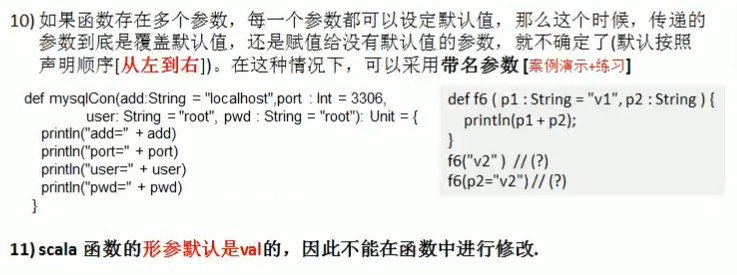 10) 如果函数存在多个参数，每一个参数都可以设定默认值，那么这个时候，传递的
参数到底是覆盖默认值，还是赋值给没有默认值的参数，就不确定了(默认按照
声明顺序[从左到右])。在这种情况下，可以采用带名参数 [案例演示+练习]
def mysqlCon(add:String = "localhost",port : Int = 3306,
user: String = "root", pwd : String = "root"): Unit = {
println("add=" + add)
println("port=" + port)
println("user=" + user)
println("pwd=" + pwd)
}
def f6 ( p1 : String = "v1", p2 : String ) {
println(p1 + p2);
}
f6("v2" ) // (?)
f6(p2="v2") // (?)
11) scala 函数的形参默认是val的，因此不能在函数中进行修改.